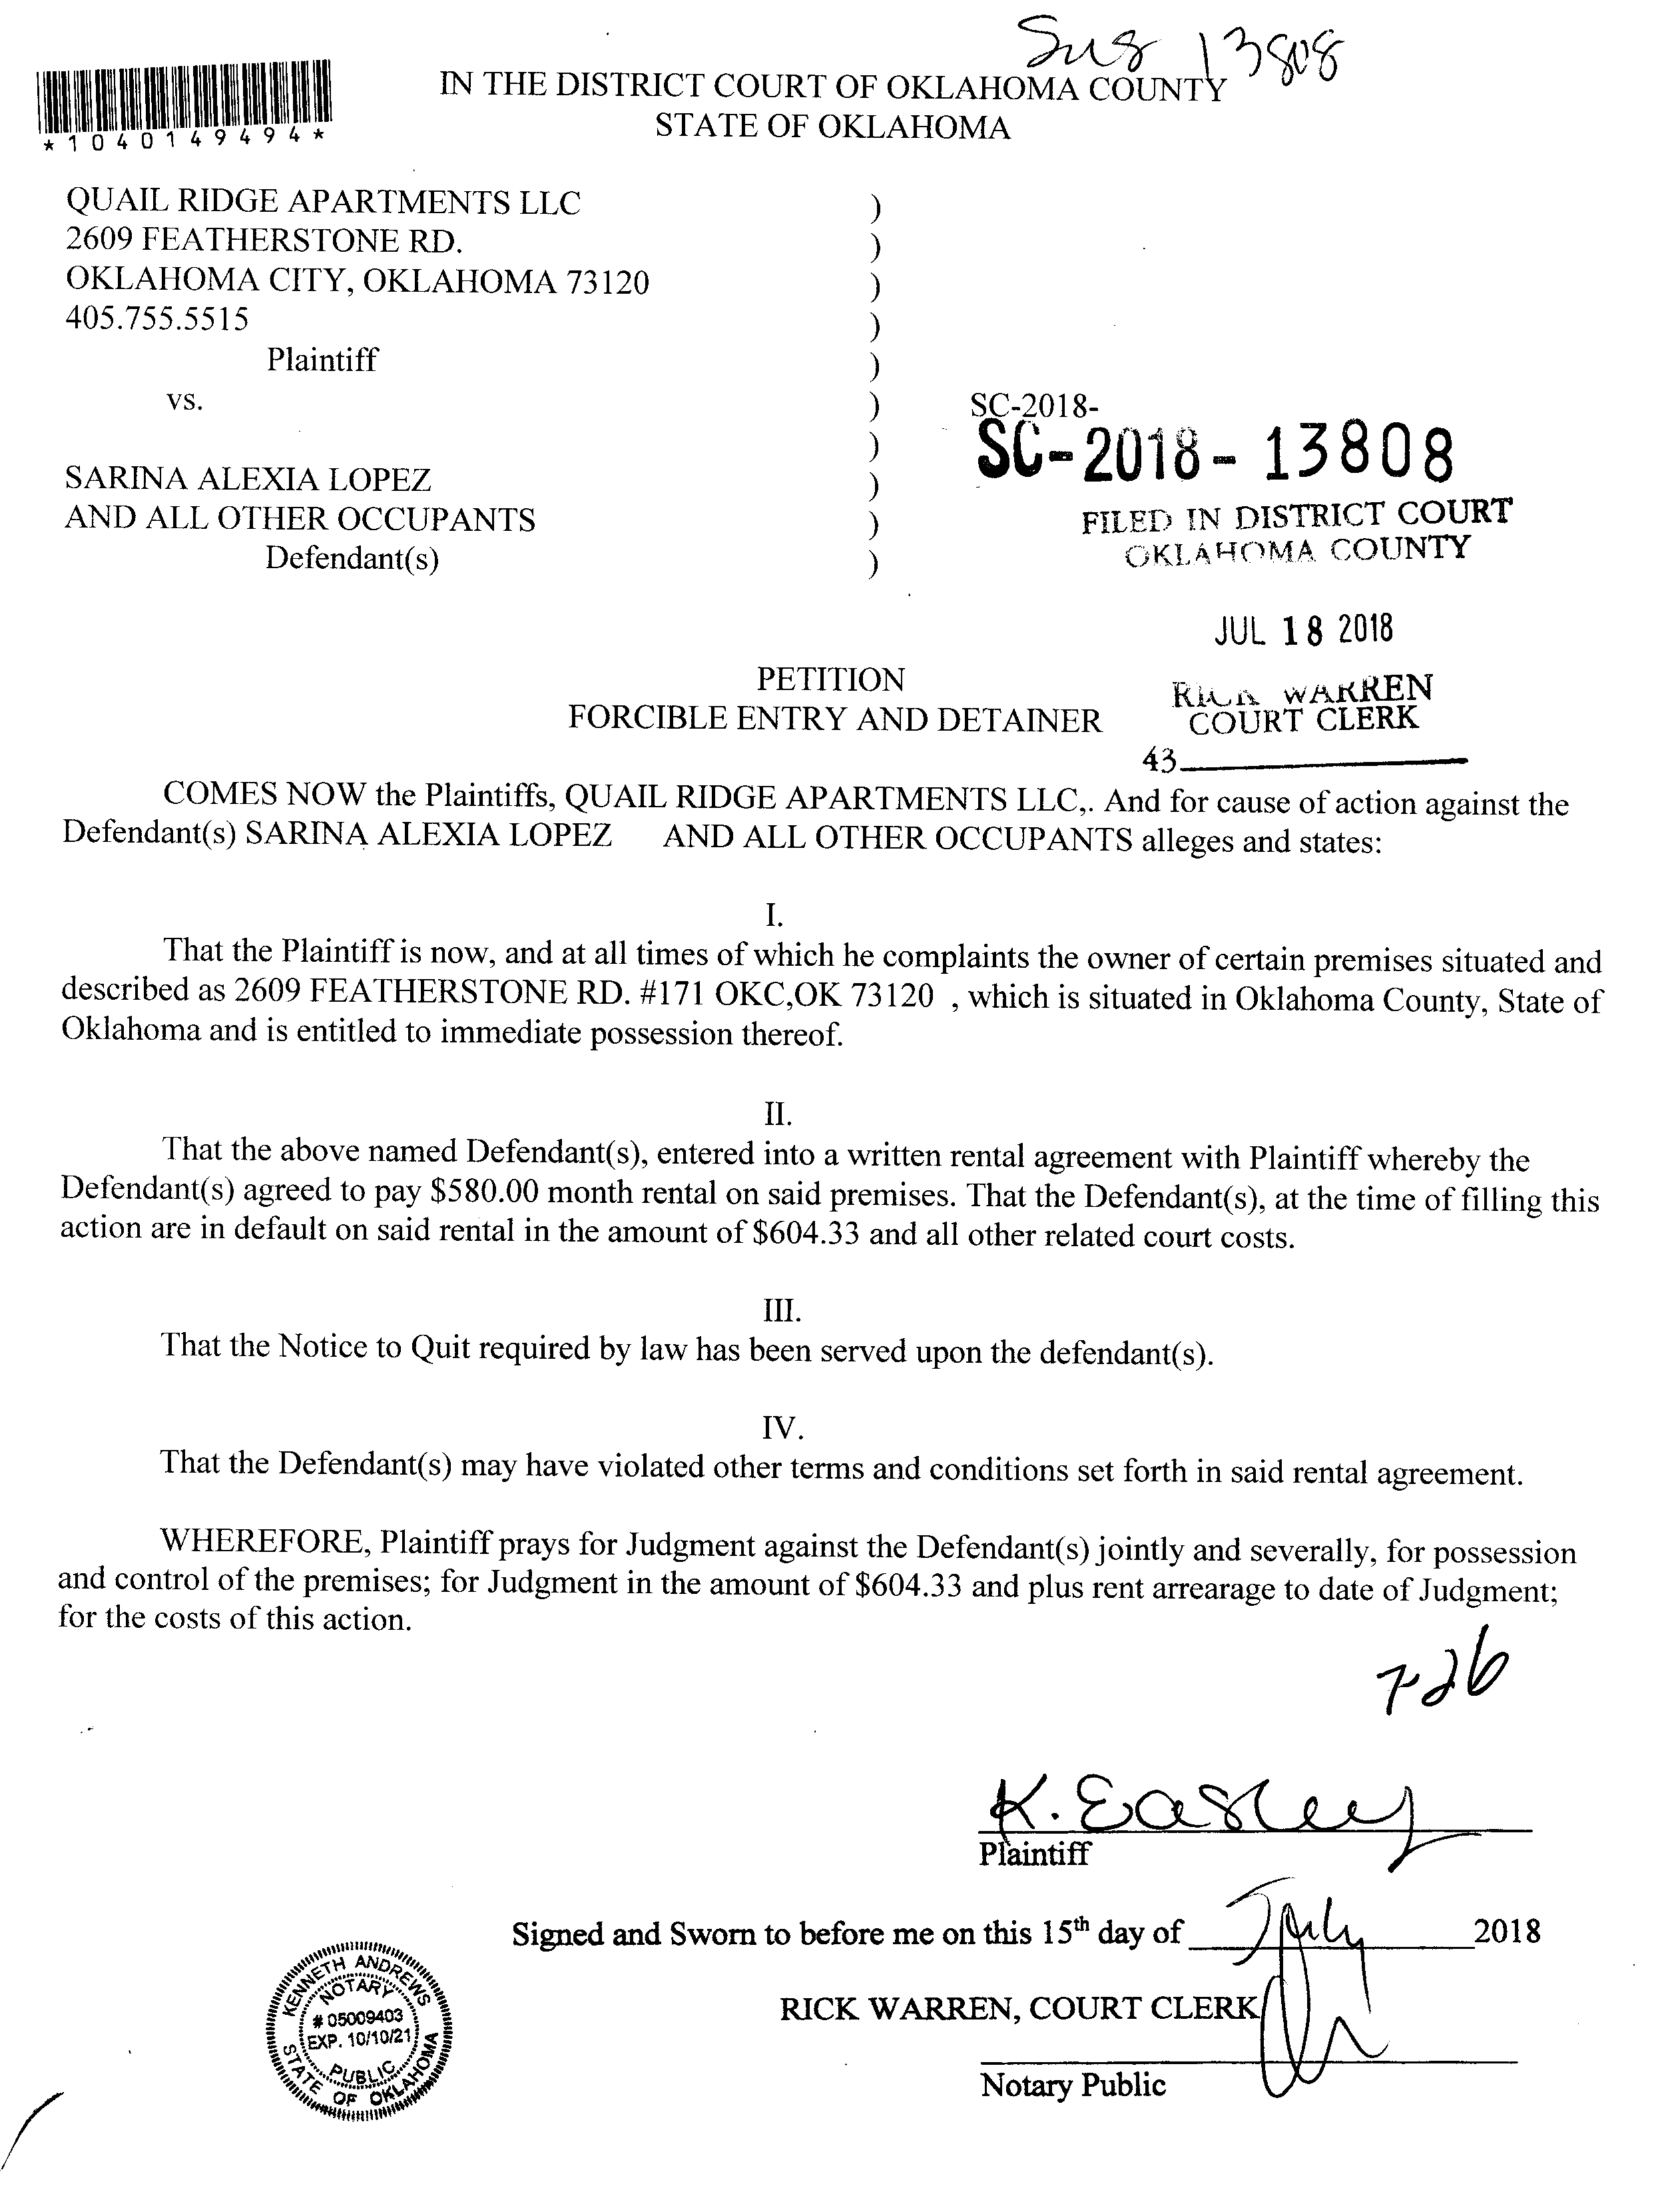 Sus 13808
*1040149494*
IN THE DISTRICT COURT OF OKLAHOMA COUNTY
STATE OF OKLAHOMA
QUAIL RIDGE APARTMENTS LLC )
2609 FEATHERSTONE RD. )
OKLAHOMA CITY, OKLAHOMA 73120 )
405.755.5515 )
Plaintiff )
vs. ) SC-2018-
) SC-2018-13808
SARINA ALEXIA LOPEZ )
AND ALL OTHER OCCUPANTS )
Defendant(s) )
FILED IN DISTRICT COURT
OKLAHOMA COUNTY
JUL 18 2018
RICK WARREN
COURT CLERK
43
PETITION
FORCIBLE ENTRY AND DETAINER
COMES NOW the Plaintiffs, QUAIL RIDGE APARTMENTS LLC,. And for cause of action against the
Defendant(s) SARINA ALEXIA LOPEZ AND ALL OTHER OCCUPANTS alleges and states:
I.
That the Plaintiff is now, and at all times of which he complaints the owner of certain premises situated and
described as 2609 FEATHERSTONE RD. #171 OKC,OK 73120 , which is situated in Oklahoma County, State of
Oklahoma and is entitled to immediate possession thereof.
II.
That the above named Defendant(s), entered into a written rental agreement with Plaintiff whereby the
Defendant(s) agreed to pay $580.00 month rental on said premises. That the Defendant(s), at the time of filling this
action are in default on said rental in the amount of $604.33 and all other related court costs.
III.
That the Notice to Quit required by law has been served upon the defendant(s).
IV.
That the Defendant(s) may have violated other terms and conditions set forth in said rental agreement.
WHEREFORE, Plaintiff prays for Judgment against the Defendant(s) jointly and severally, for possession
and control of the premises; for Judgment in the amount of $604.33 and plus rent arrearage to date of Judgment;
for the costs of this action.
7-26
K. Easley
Plaintiff
Signed and Sworn to before me on this 15th day of July 2018
RICK WARREN, COURT CLERK
Notary Public
KENNETH ANDREWS
NOTARY
# 05009403
EXP. 10/10/21
PUBLIC
STATE OF OKLAHOMA